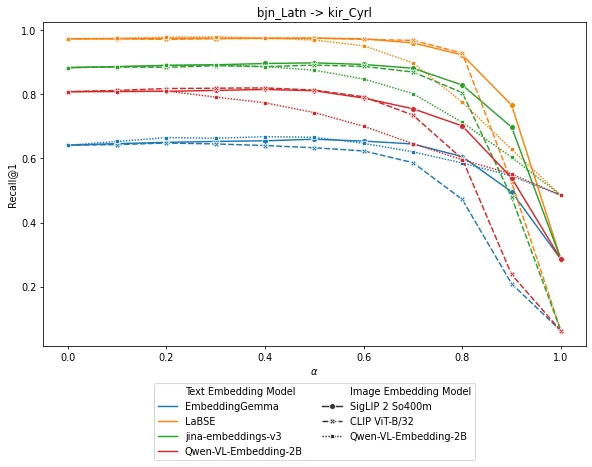 bjn_Latn -> kir_Cyrl
Recall@1
1.0
0.8
0.6
0.4
0.2
0.0 0.2 0.4 0.6 0.8 1.0
α
Text Embedding Model Image Embedding Model
EmbeddingGemma SigLIP 2 So400m
LaBSE CLIP ViT-B/32
jina-embeddings-v3 Qwen-VL-Embedding-2B
Qwen-VL-Embedding-2B